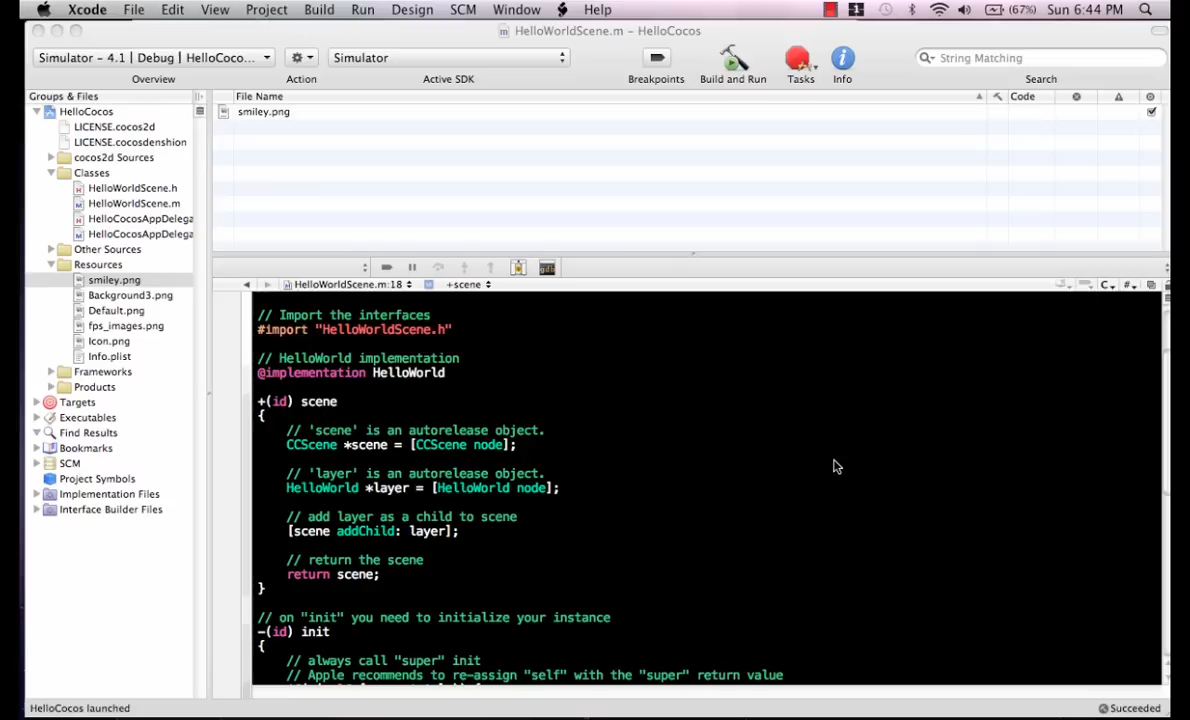 Xcode File Edit View Project Build Run Design SCM Window Help 1 (67%) Sun 6:44 PM
HelloWorldScene.m – HelloCocos
Simulator – 4.1 | Debug | HelloCoco... Simulator String Matching
Overview Action Active SDK Breakpoints Build and Run Tasks Info Search
Groups & Files File Name Code
HelloCocos smiley.png
LICENSE.cocos2d
LICENSE.cocosdenshion
cocos2d Sources
Classes
HelloWorldScene.h
HelloWorldScene.m
HelloCocosAppDelega
HelloCocosAppDelega
Other Sources
Resources
smiley.png
Background3.png
Default.png
fps_images.png
Icon.png
Info.plist
Frameworks
Products
Targets
Executables
Find Results
Bookmarks
SCM
Project Symbols
Implementation Files
Interface Builder Files
gdb
HelloWorldScene.m:18 +scene C #
// Import the interfaces
#import "HelloWorldScene.h"
// HelloWorld implementation
@implementation HelloWorld
+(id) scene
{
// 'scene' is an autorelease object.
CCScene *scene = [CCScene node];
// 'layer' is an autorelease object.
HelloWorld *layer = [HelloWorld node];
// add layer as a child to scene
[scene addChild: layer];
// return the scene
return scene;
}
// on "init" you need to initialize your instance
-(id) init
{
// always call "super" init
// Apple recommends to re-assign "self" with the "super" return value
HelloCocos launched Succeeded